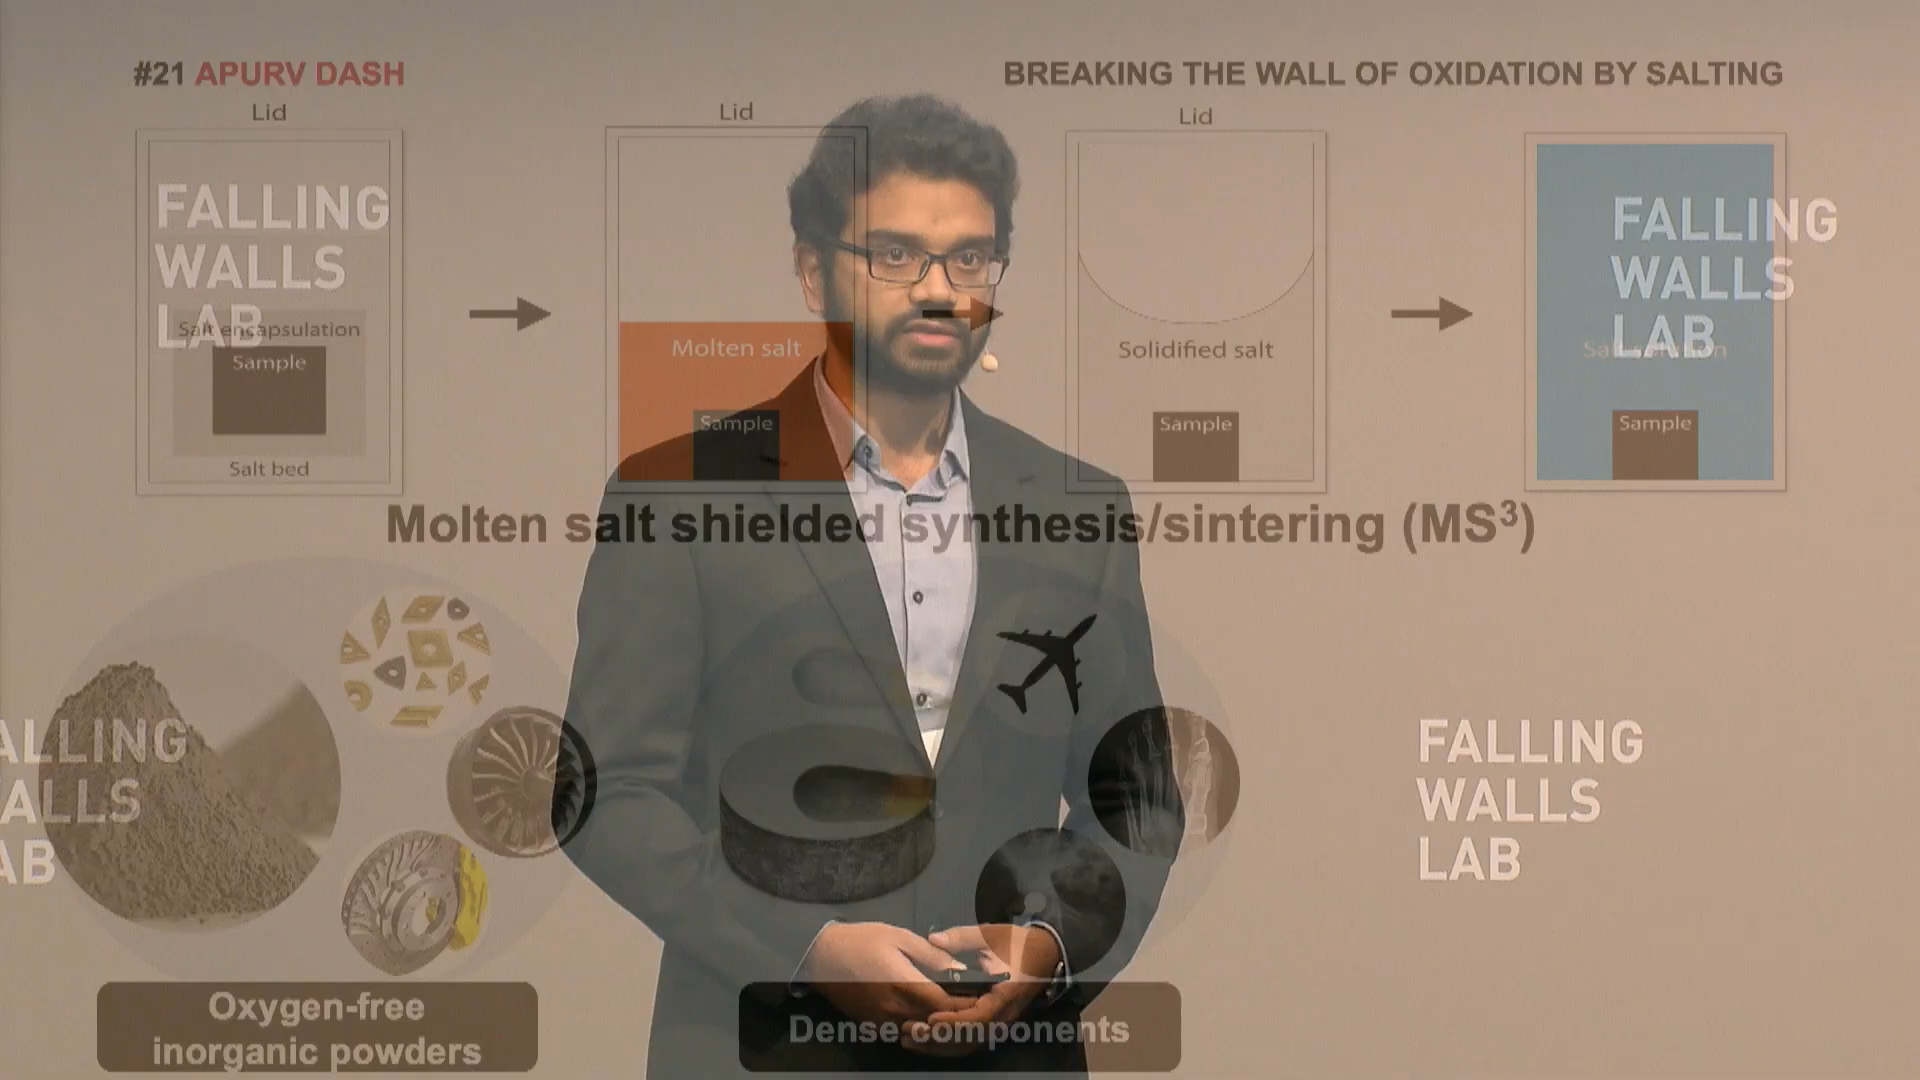 #21 APURV DASH
BREAKING THE WALL OF OXIDATION BY SALTING
Lid
Lid
Lid
FALLING
WALLS
LAB
FALLING
WALLS
LAB
Salt encapsulation
Sample
Salt bed
Molten salt
Sample
Solidified salt
Sample
Salt solution
Sample
Molten salt shielded synthesis/sintering (MS³)
ALLING
ALLS
AB
FALLING
WALLS
LAB
Oxygen-free
inorganic powders
Dense components